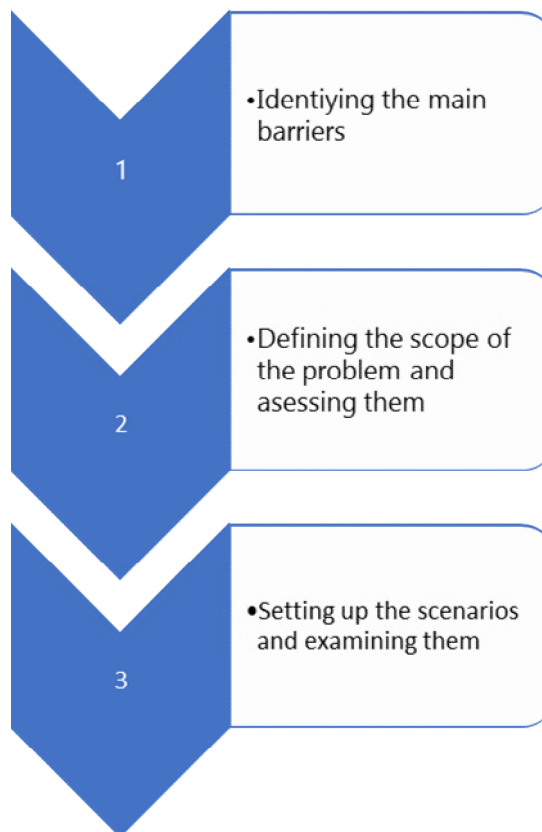 1
•Identiying the main
barriers
2
•Defining the scope of
the problem and
asessing them
3
•Setting up the scenarios
and examining them